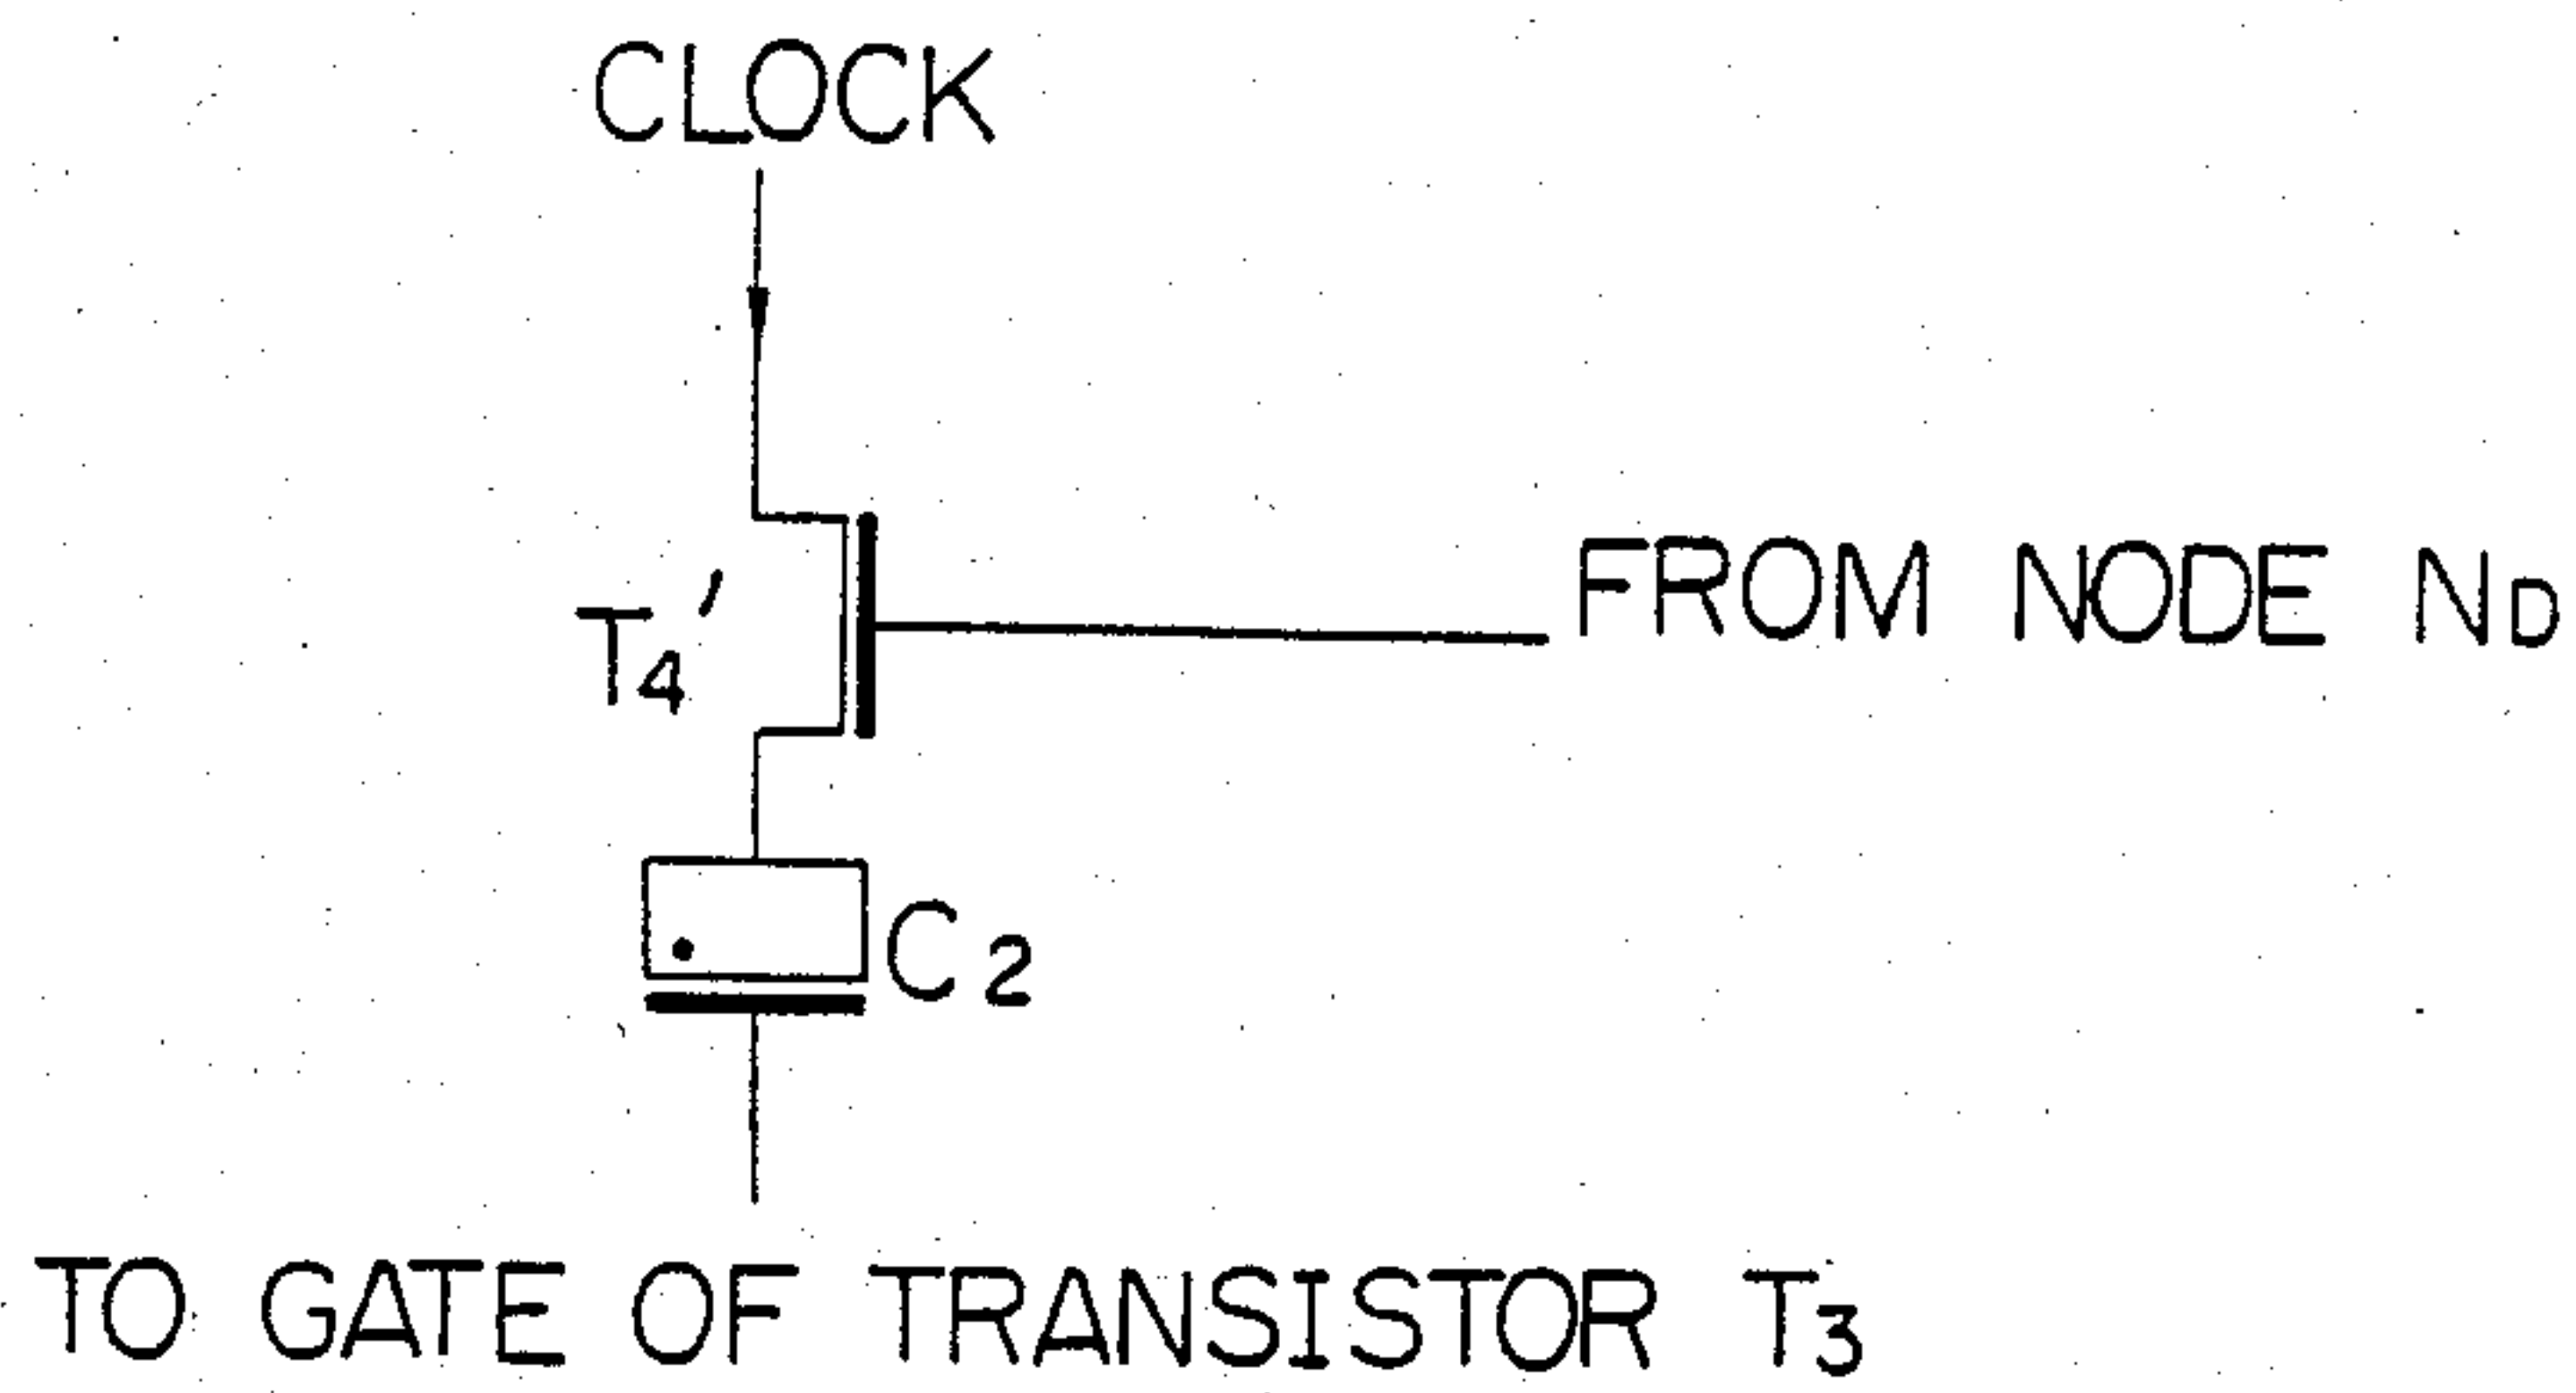 CLOCK
T4'
FROM NODE ND
C2
TO GATE OF TRANSISTOR T3